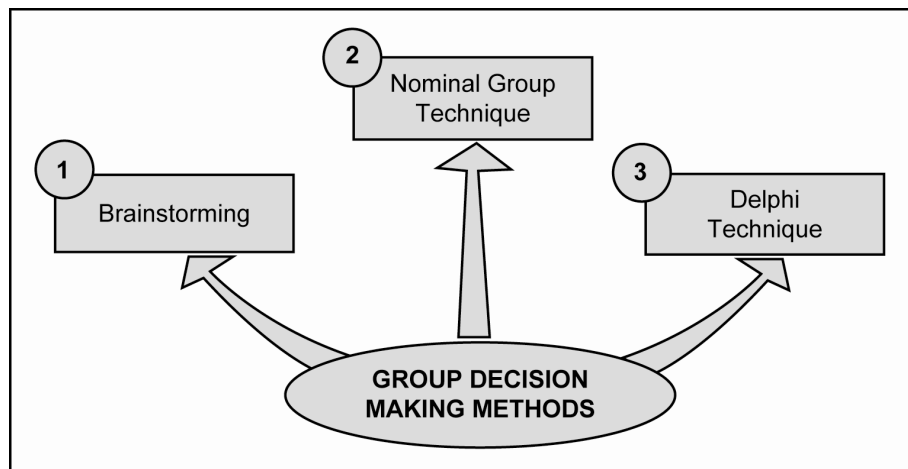 1
Brainstorming
2
Nominal Group
Technique
3
Delphi
Technique
GROUP DECISION
MAKING METHODS